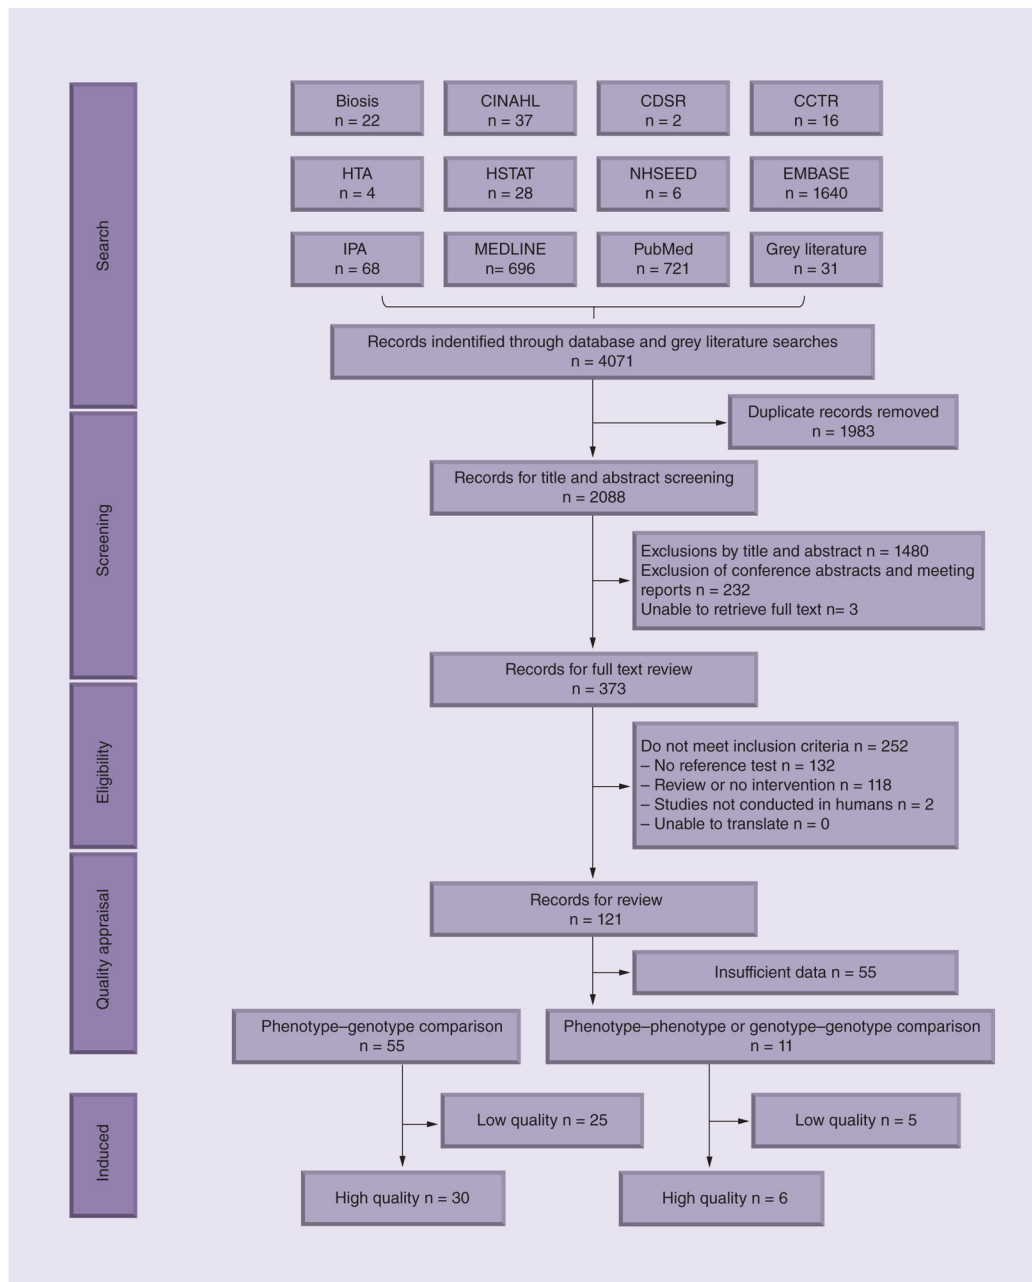 Search
Biosis
n = 22
CINAHL
n = 37
CDSR
n = 2
CCTR
n = 16
HTA
n = 4
HSTAT
n = 28
NHSEED
n = 6
EMBASE
n = 1640
IPA
n = 68
MEDLINE
n= 696
PubMed
n = 721
Grey literature
n = 31
Records indentified through database and grey literature searches
n = 4071
Screening
Duplicate records removed
n = 1983
Records for title and abstract screening
n = 2088
Exclusions by title and abstract n = 1480
Exclusion of conference abstracts and meeting
reports n = 232
Unable to retrieve full text n= 3
Records for full text review
n = 373
Eligibility
Do not meet inclusion criteria n = 252
– No reference test n = 132
– Review or no intervention n = 118
– Studies not conducted in humans n = 2
– Unable to translate n = 0
Quality appraisal
Records for review
n = 121
Insufficient data n = 55
Phenotype–genotype comparison
n = 55
Phenotype–phenotype or genotype–genotype comparison
n = 11
Induced
Low quality n = 25
Low quality n = 5
High quality n = 30
High quality n = 6